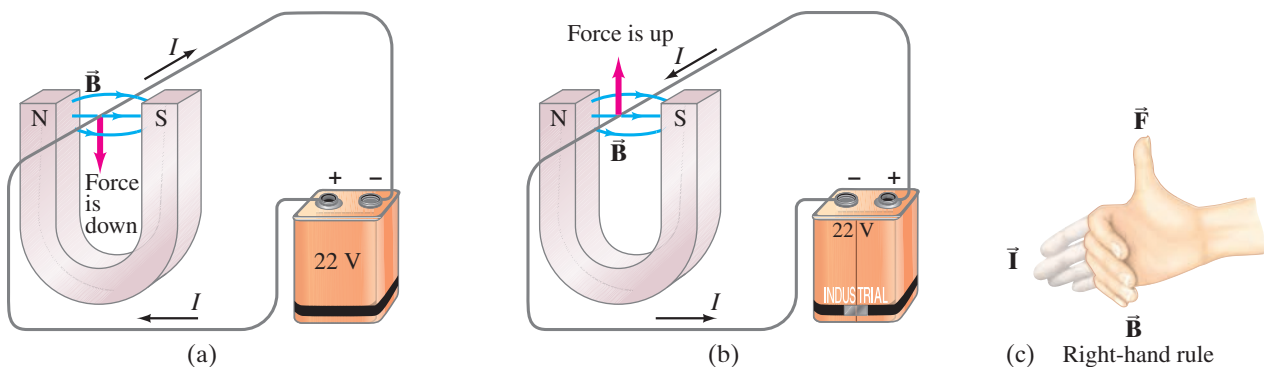 I
B
N
S
Force
is
down
+ −
22 V
I
(a)
Force is up
I
N
S
B
− +
22 V
INDUSTRIAL
I
(b)
F
I
B
(c) Right-hand rule